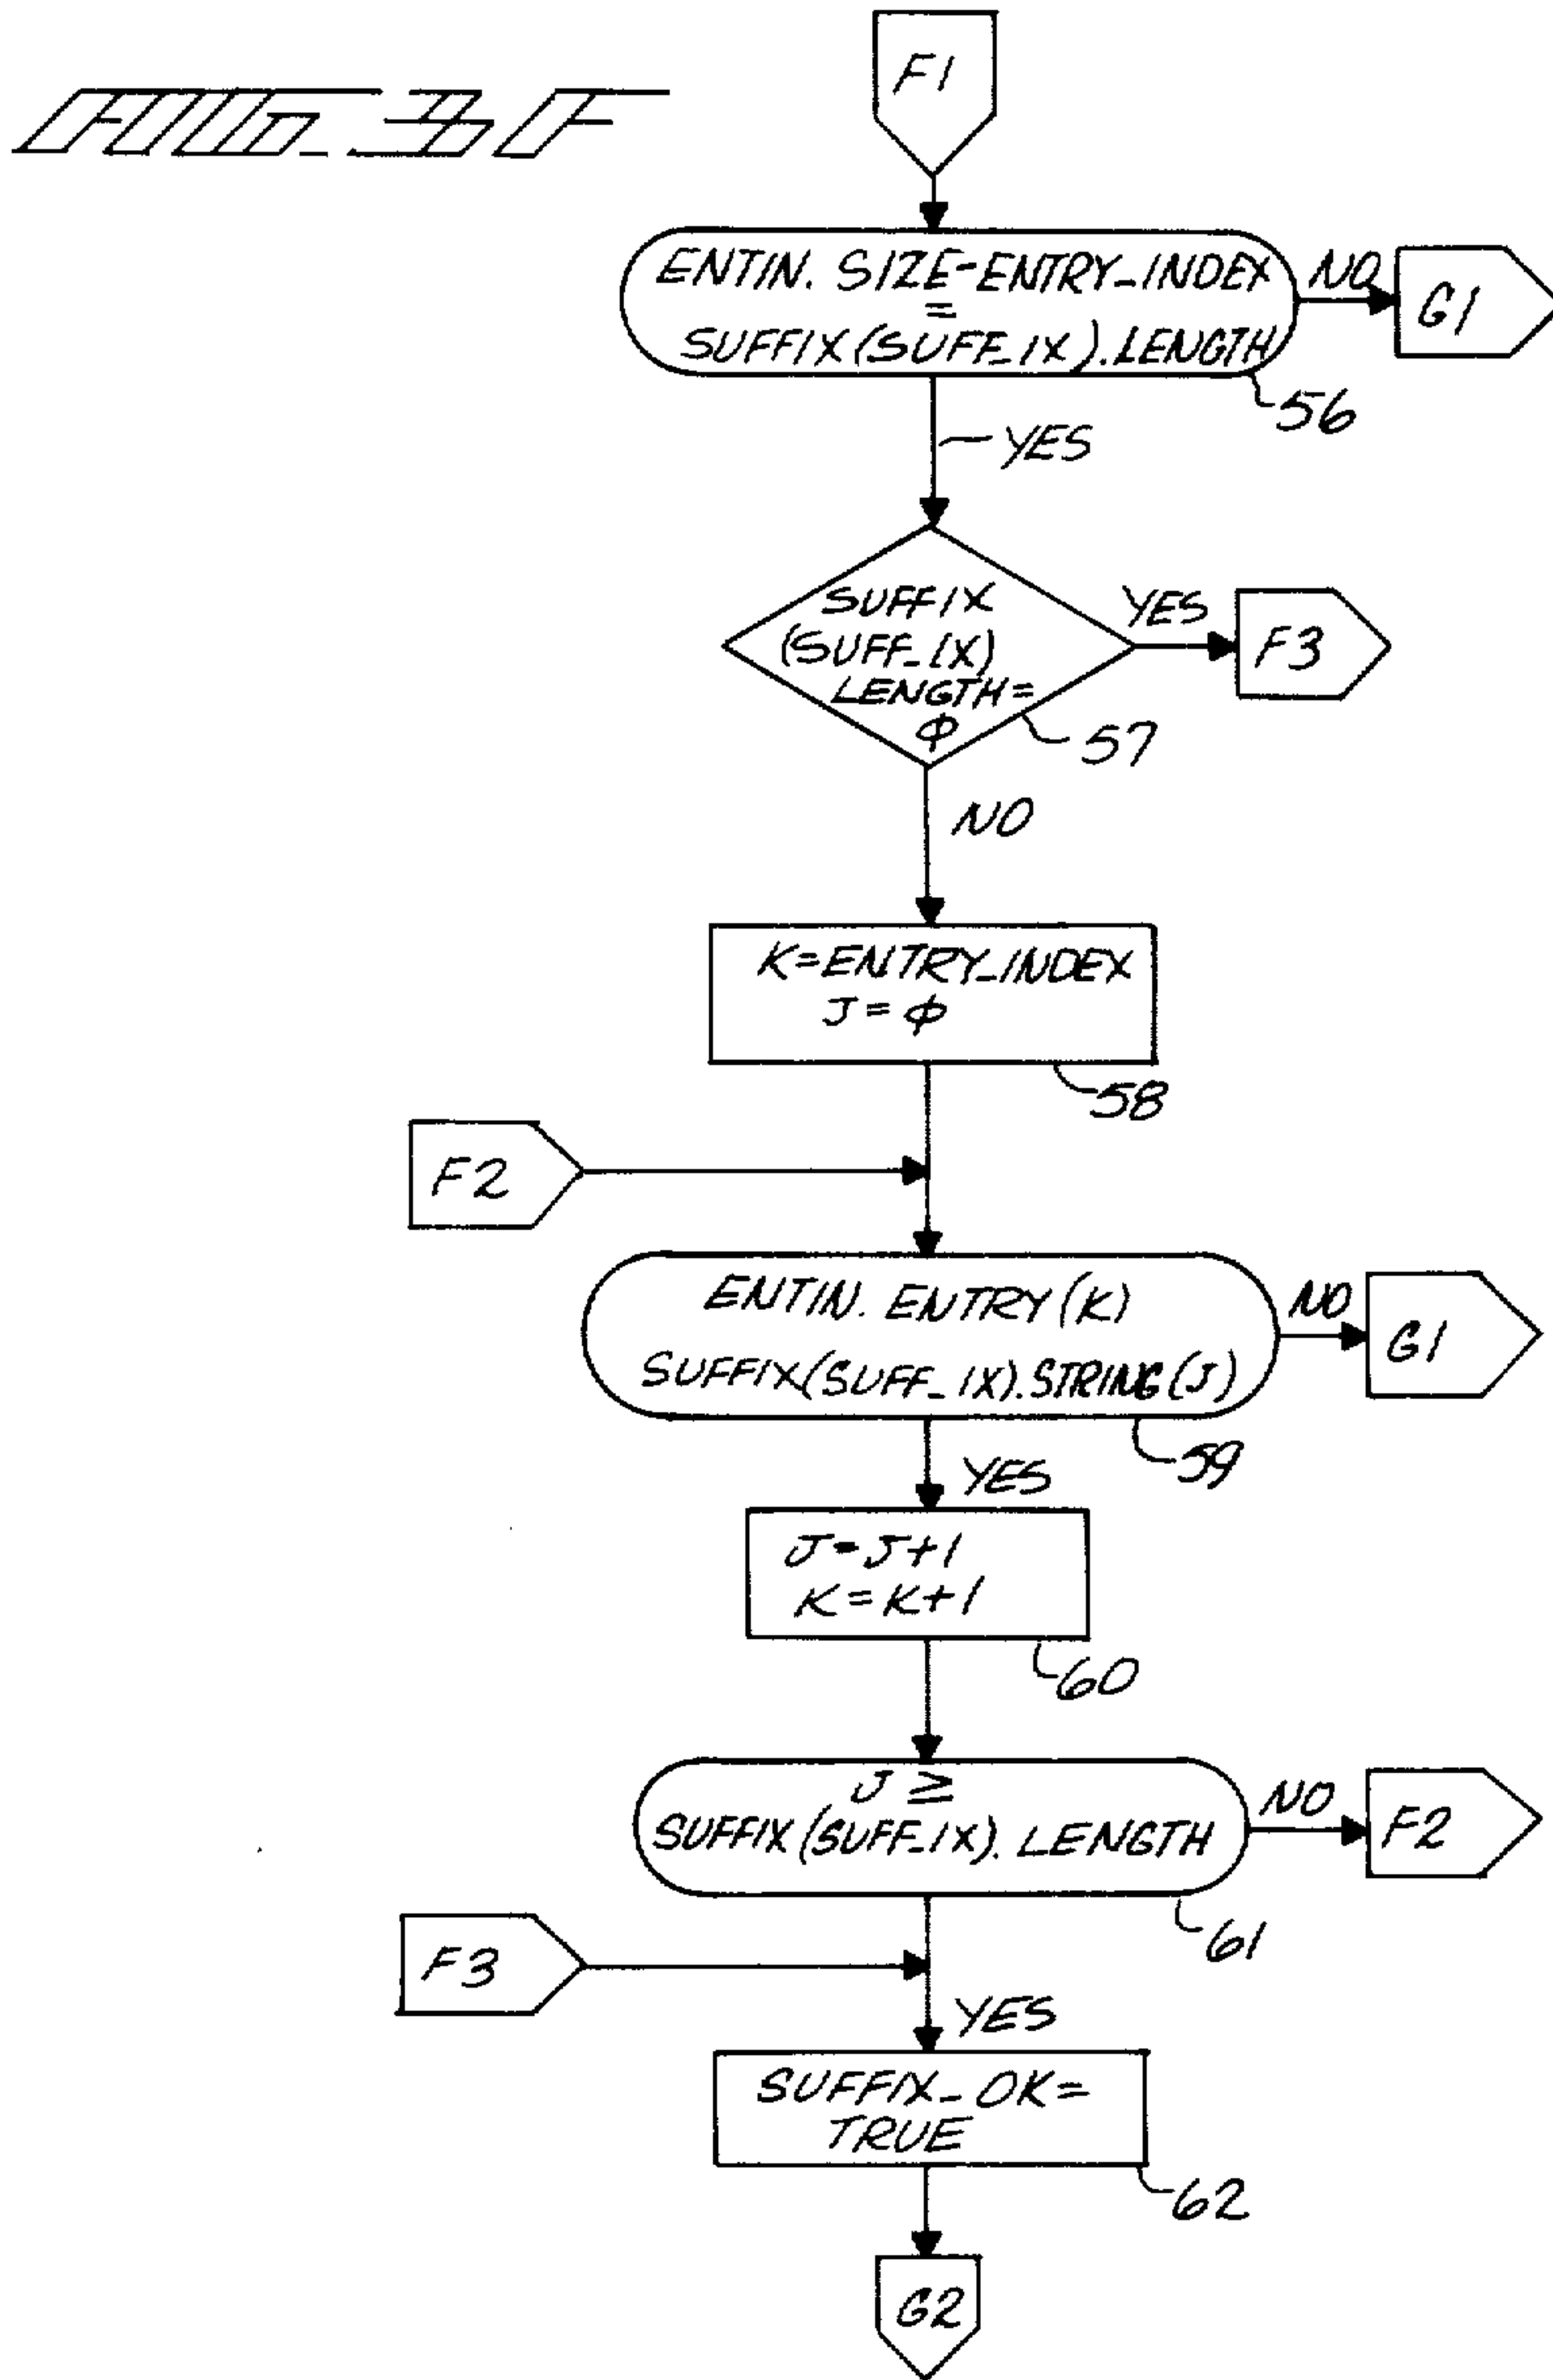 FIG. 3F
F1
ENTIN. SIZE-ENTRY_INDEX
=
SUFFIX(SUFF_IX).LENGTH
NO
G1
56
YES
SUFFIX
(SUFF_IX)
LENGTH=
φ
YES
F3
57
NO
K=ENTRY_INDEX
J=φ
58
F2
ENTIN. ENTRY(K)
SUFFIX(SUFF_IX).STRING(J)
NO
G1
59
YES
J=J+1
K=K+1
60
J ≥
SUFFIX(SUFF_IX). LENGTH
NO
F2
61
F3
YES
SUFFIX_OK=
TRUE
62
G2